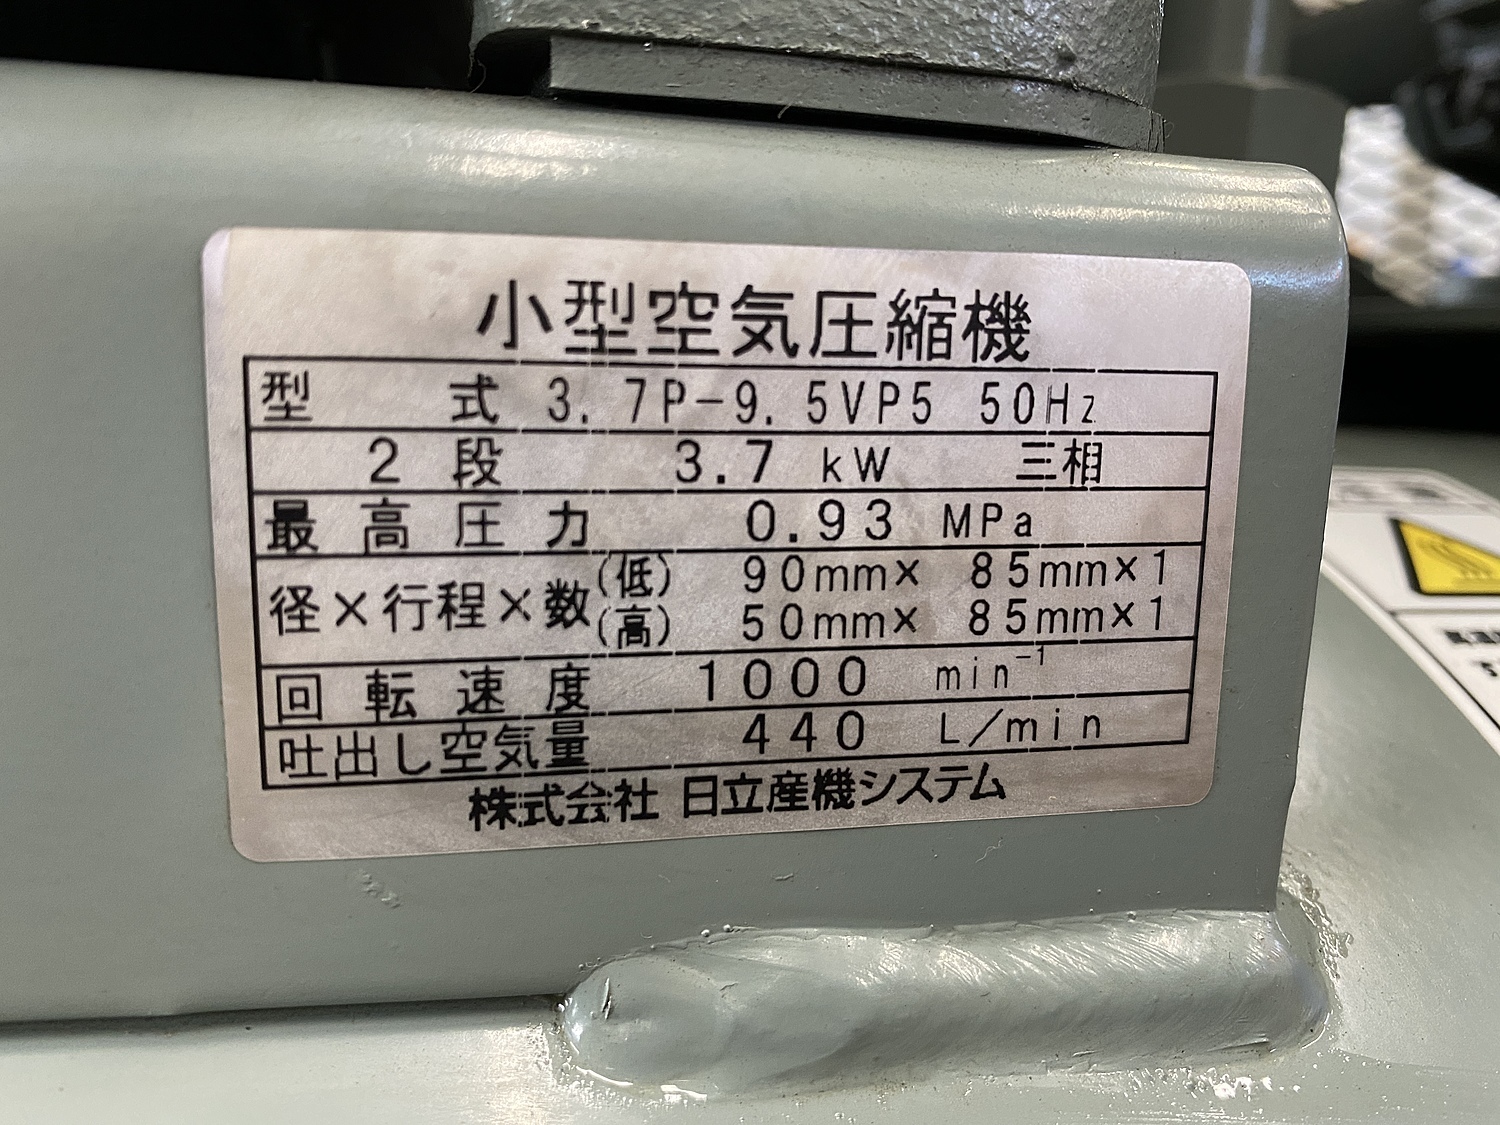 小型空気圧縮機
型式 3.7P-9.5VP5 50Hz
2段 3.7 kW 三相
最高圧力 0.93 MPa
径×行程×数 (低) 90mm× 85mm×1
(高) 50mm× 85mm×1
回転速度 1000 min⁻¹
吐出し空気量 440 L/min
株式会社 日立産機システム